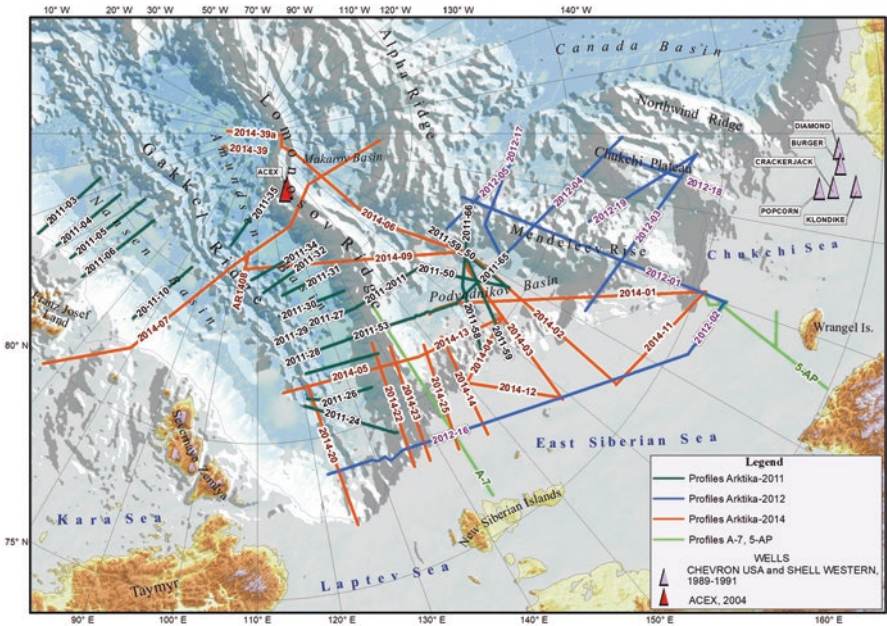 10° W 20° W 30° W 40° W 70° W 80° W 90° W 100° W 110° W 120° W 130° W 140° W
Canada Basin
Alpha Ridge
Northwind Ridge
Lomonosov Ridge
Gakkel Ridge
Makarov Basin
Chukchi Plateau
DIAMOND
BURGER
CRACKERJACK
POPCORN
KLONDIKE
2014-39a
2014-39
ACEX
2012-17
2012-05
2012-04
2012-18
2012-19
2012-03
2011-03
2011-04
2011-05
2011-06
Nansen Basin
2011-35
2011-66
2014-06
Mendeleev Rise
Chukchi Sea
2011-34
2011-32
2011-31
2014-09
2011-65
2011-50
2012-01
20-11-10
AR1408
2011-30
2011-2011
Podvodnikov Basin
2014-01
Franz Josef
Land
2014-07
2011-27
2011-29
2011-53
2014-13
2011-58
2014-02
2014-11
2012-02
Wrangel Is.
2011-28
2014-04
2014-03
2011-59
5-AP
80° N
2014-05
2014-12
2011-26
2014-22
2014-23
2014-25
2014-14
2011-24
2014-20
2012-16
East Siberian Sea
A-7
Severnaya Zemlya
Kara Sea
New Siberian Islands
75° N
Laptev Sea
Taymyr
Legend
Profiles Arktika-2011
Profiles Arktika-2012
Profiles Arktika-2014
Profiles A-7, 5-AP
WELLS
CHEVRON USA and SHELL WESTERN,
1989-1991
ACEX, 2004
90° E 100° E 110° E 120° E 130° E 140° E 150° E 160° E